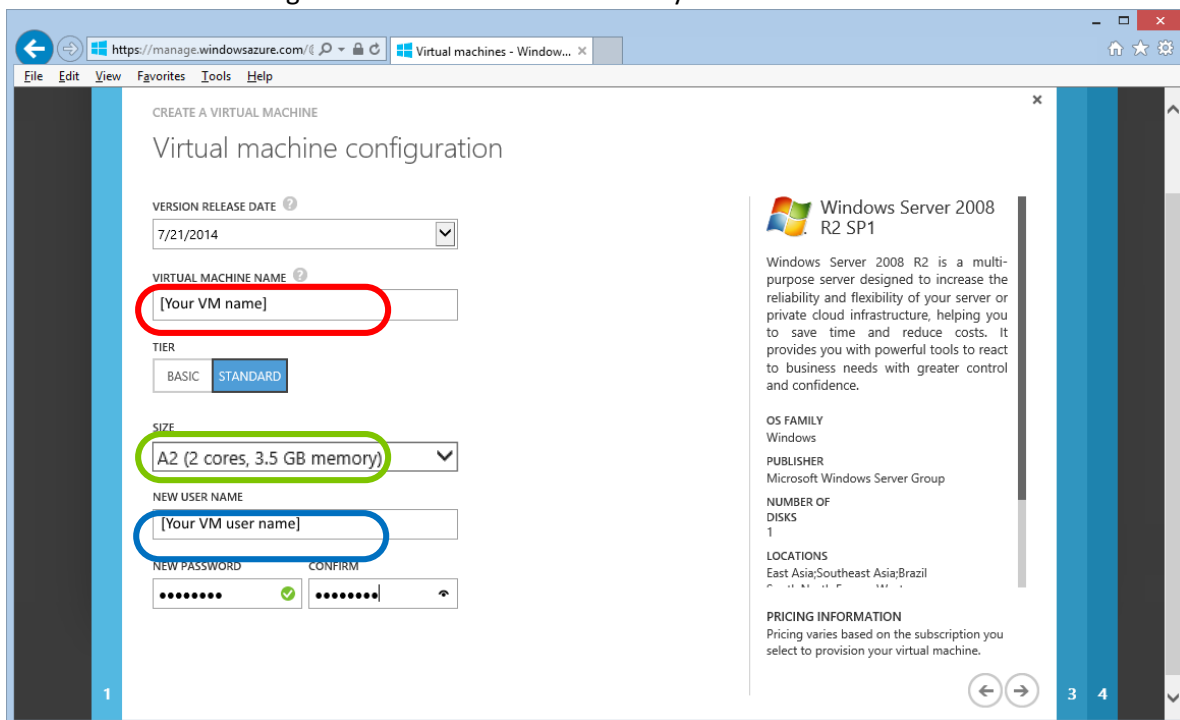 https://manage.windowsazure.com/
Virtual machines - Window... ×
File Edit View Favorites Tools Help
CREATE A VIRTUAL MACHINE
Virtual machine configuration
VERSION RELEASE DATE ?
7/21/2014
VIRTUAL MACHINE NAME ?
[Your VM name]
TIER
BASIC STANDARD
SIZE
A2 (2 cores, 3.5 GB memory)
NEW USER NAME
[Your VM user name]
NEW PASSWORD CONFIRM
●●●●●●●● ●●●●●●●●
Windows Server 2008
R2 SP1
Windows Server 2008 R2 is a multi-
purpose server designed to increase the
reliability and flexibility of your server or
private cloud infrastructure, helping you
to save time and reduce costs. It
provides you with powerful tools to react
to business needs with greater control
and confidence.
OS FAMILY
Windows
PUBLISHER
Microsoft Windows Server Group
NUMBER OF
DISKS
1
LOCATIONS
East Asia;Southeast Asia;Brazil
PRICING INFORMATION
Pricing varies based on the subscription you
select to provision your virtual machine.
1 3 4